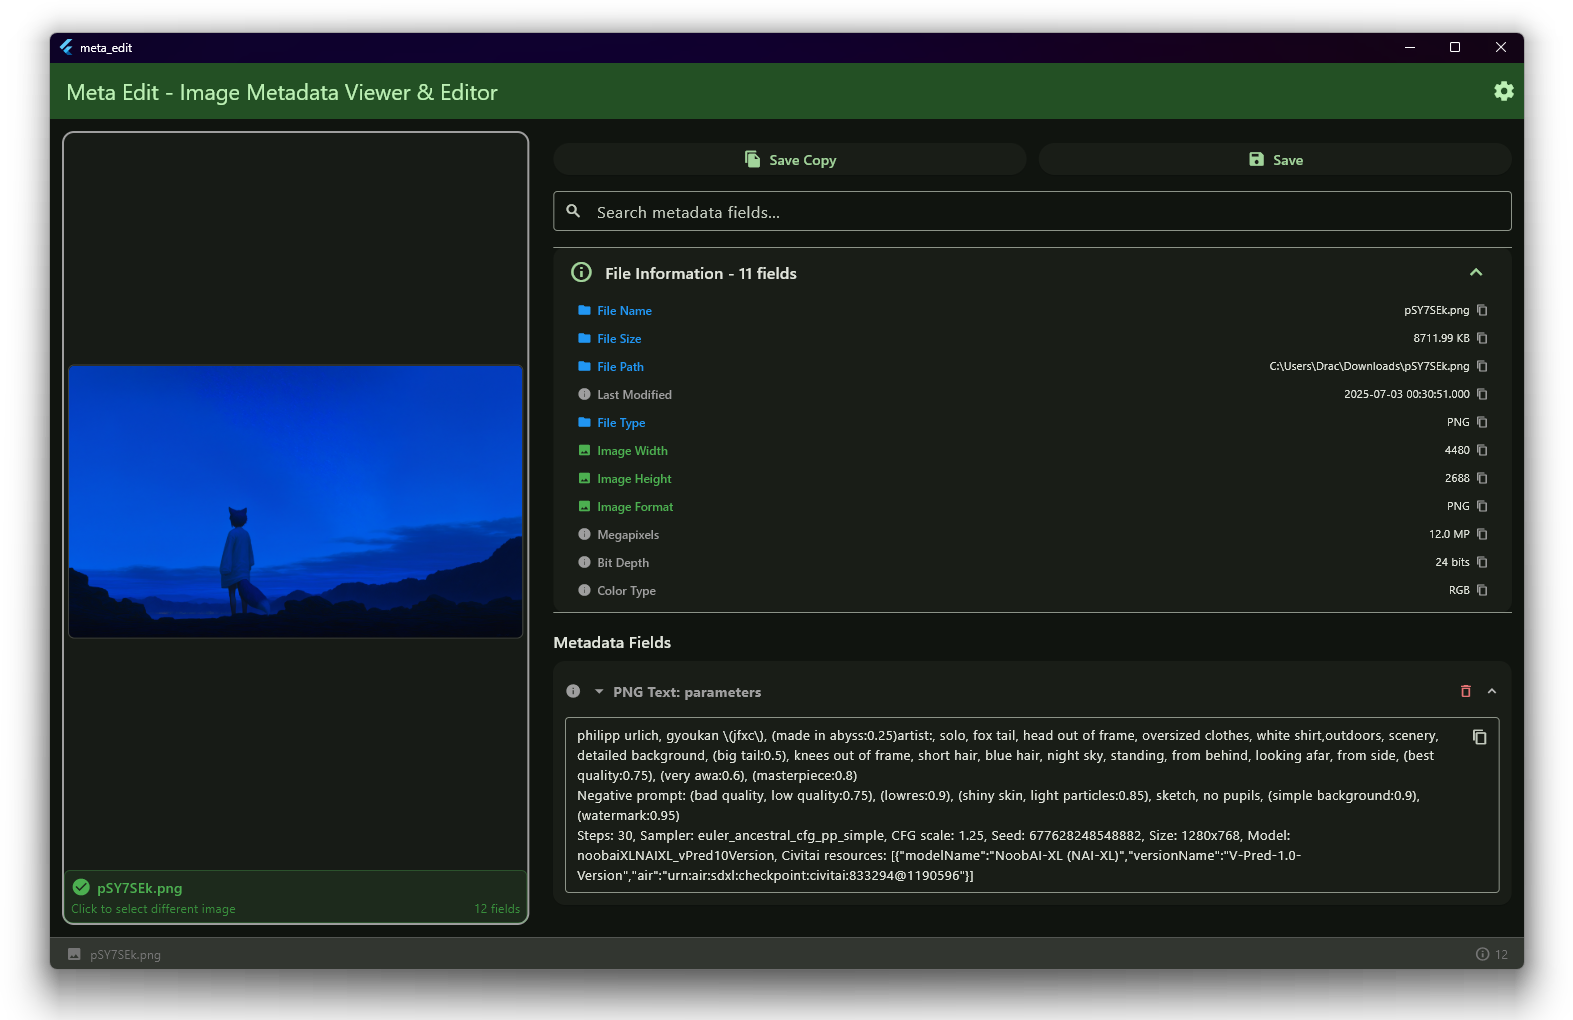 meta_edit
Meta Edit - Image Metadata Viewer & Editor
Save Copy
Save
Search metadata fields...
File Information - 11 fields
File Name pSY7SEk.png
File Size 8711.99 KB
File Path C:\Users\Drac\Downloads\pSY7SEk.png
Last Modified 2025-07-03 00:30:51.000
File Type PNG
Image Width 4480
Image Height 2688
Image Format PNG
Megapixels 12.0 MP
Bit Depth 24 bits
Color Type RGB
Metadata Fields
PNG Text: parameters
philipp urlich, gyoukan \(jfxc\), (made in abyss:0.25)artist:, solo, fox tail, head out of frame, oversized clothes, white shirt,outdoors, scenery,
detailed background, (big tail:0.5), knees out of frame, short hair, blue hair, night sky, standing, from behind, looking afar, from side, (best
quality:0.75), (very awa:0.6), (masterpiece:0.8)
Negative prompt: (bad quality, low quality:0.75), (lowres:0.9), (shiny skin, light particles:0.85), sketch, no pupils, (simple background:0.9),
(watermark:0.95)
Steps: 30, Sampler: euler_ancestral_cfg_pp_simple, CFG scale: 1.25, Seed: 677628248548882, Size: 1280x768, Model:
noobaiXLNAIXL_vPred10Version, Civitai resources: [{"modelName":"NoobAI-XL (NAI-XL)","versionName":"V-Pred-1.0-
Version","air":"urn:air:sdxl:checkpoint:civitai:833294@1190596"}]
pSY7SEk.png
Click to select different image 12 fields
pSY7SEk.png 12